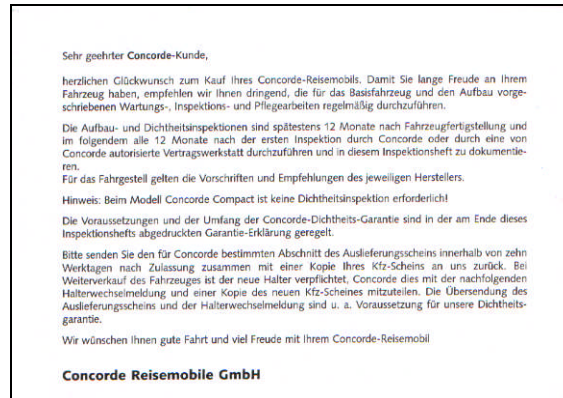 Sehr geehrter Concorde-Kunde,
herzlichen Glückwunsch zum Kauf Ihres Concorde-Reisemobils. Damit Sie lange Freude an Ihrem
Fahrzeug haben, empfehlen wir Ihnen dringend, die für das Basisfahrzeug und den Aufbau vorge-
schriebenen Wartungs-, Inspektions- und Pflegearbeiten regelmäßig durchzuführen.
Die Aufbau- und Dichtheitsinspektionen sind spätestens 12 Monate nach Fahrzeugfertigstellung und
im folgendem alle 12 Monate nach der ersten Inspektion durch Concorde oder durch eine von
Concorde autorisierte Vertragswerkstatt durchzuführen und in diesem Inspektionsheft zu dokumentie-
ren.
Für das Fahrgestell gelten die Vorschriften und Empfehlungen des jeweiligen Herstellers.
Hinweis: Beim Modell Concorde Compact ist keine Dichtheitsinspektion erforderlich!
Die Voraussetzungen und der Umfang der Concorde-Dichtheits-Garantie sind in der am Ende dieses
Inspektionshefts abgedruckten Garantie-Erklärung geregelt.
Bitte senden Sie den für Concorde bestimmten Abschnitt des Auslieferungsscheins innerhalb von zehn
Werktagen nach Zulassung zusammen mit einer Kopie Ihres Kfz-Scheins an uns zurück. Bei
Weiterverkauf des Fahrzeuges ist der neue Halter verpflichtet, Concorde dies mit der nachfolgenden
Halterwechselmeldung und einer Kopie des neuen Kfz-Scheines mitzuteilen. Die Übersendung des
Auslieferungsscheins und der Halterwechselmeldung sind u. a. Voraussetzung für unsere Dichtheits-
garantie.
Wir wünschen Ihnen gute Fahrt und viel Freude mit Ihrem Concorde-Reisemobil
Concorde Reisemobile GmbH